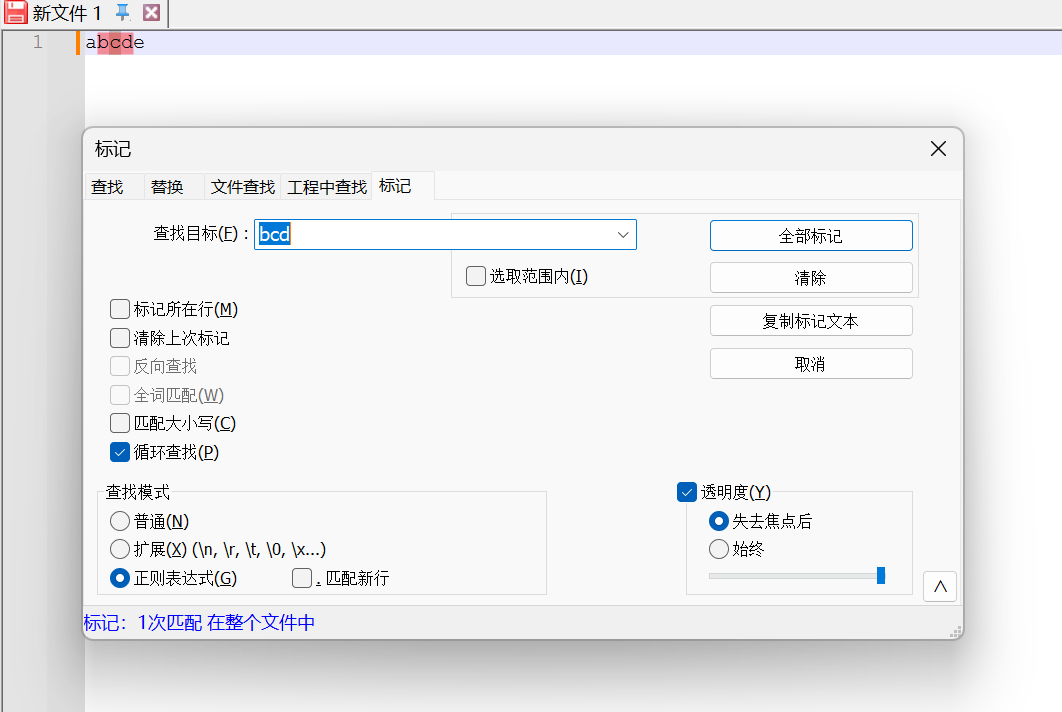 新文件 1
1
abcde
标记
查找 替换 文件查找 工程中查找 标记
查找目标(F) : bcd
全部标记
选取范围内(I)
清除
标记所在行(M)
复制标记文本
清除上次标记
反向查找
取消
全词匹配(W)
匹配大小写(C)
循环查找(P)
查找模式
普通(N)
扩展(X) (\n, \r, \t, \0, \x...)
正则表达式(G) . 匹配新行
透明度(Y)
失去焦点后
始终
标记: 1次匹配 在整个文件中